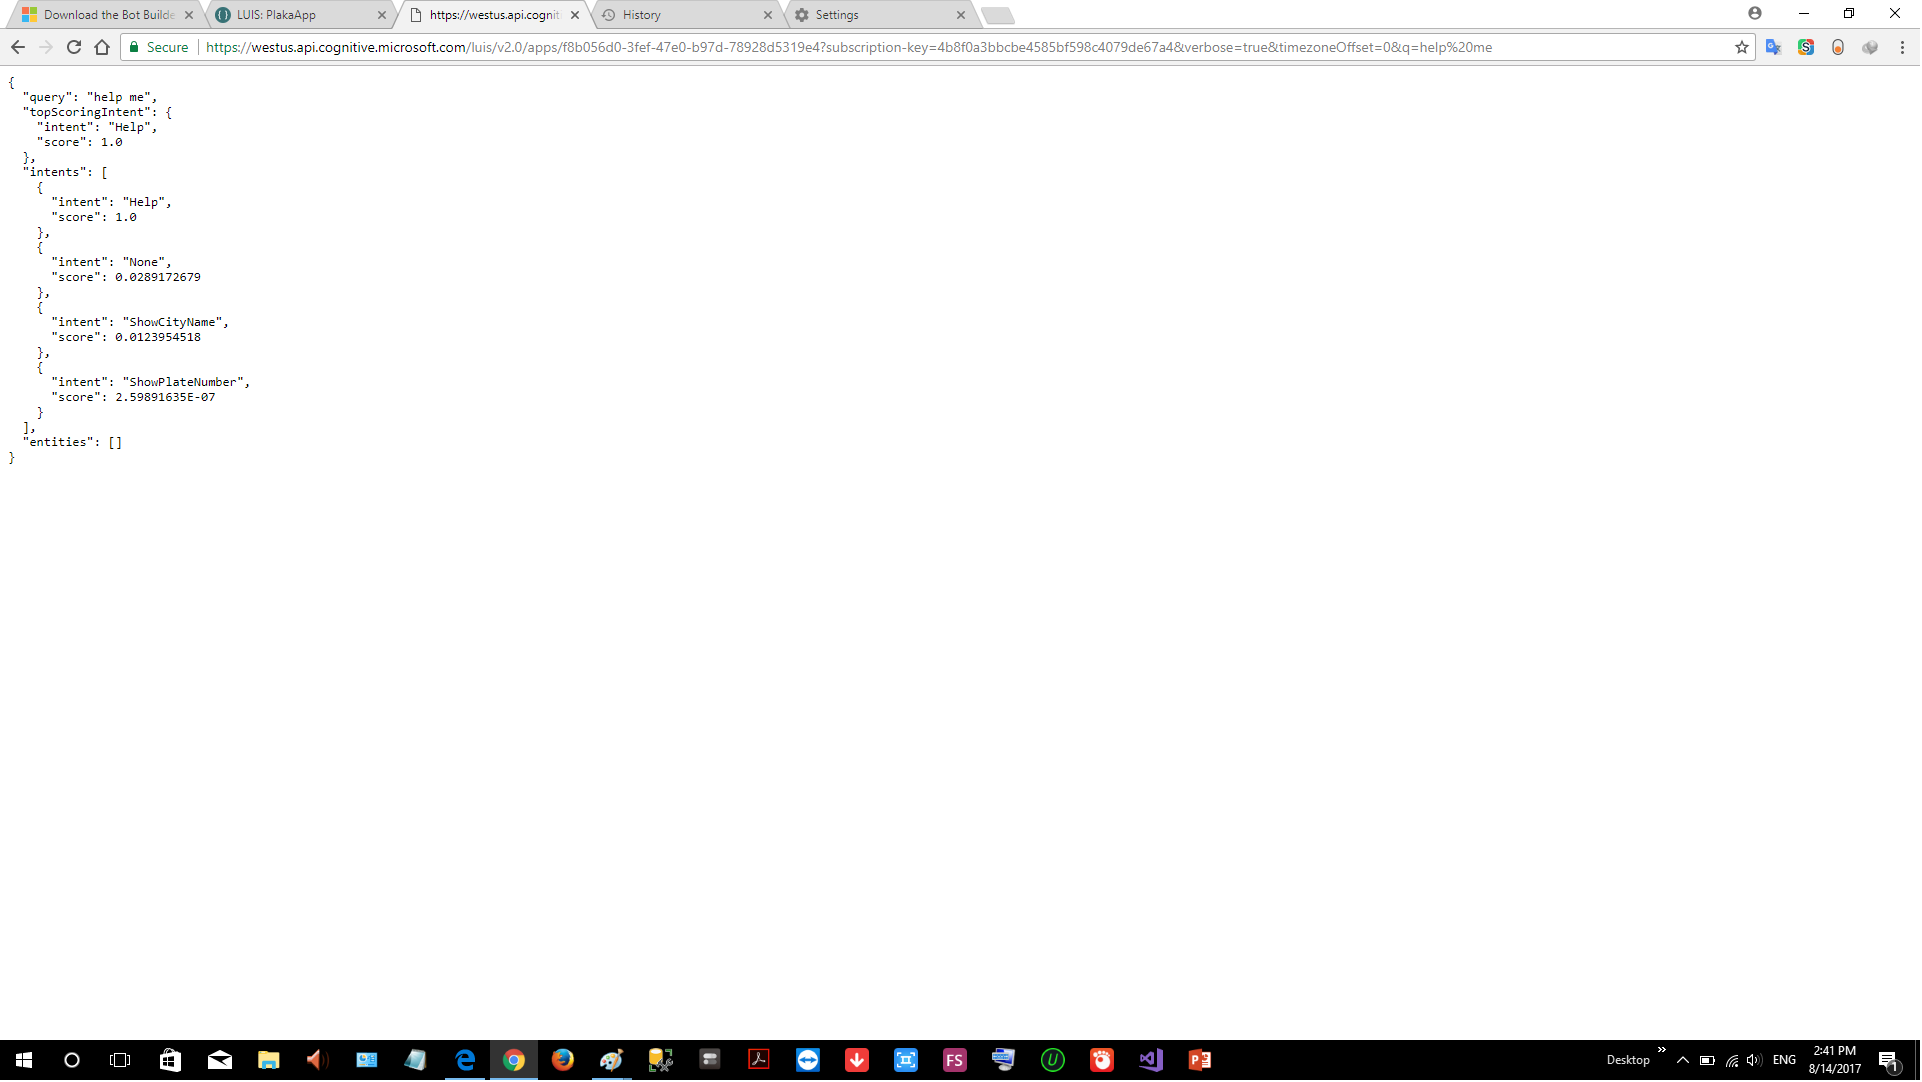 Download the Bot Builde
LUIS: PlakaApp
https://westus.api.cognit
History
Settings
Secure
https://westus.api.cognitive.microsoft.com/luis/v2.0/apps/f8b056d0-3fef-47e0-b97d-78928d5319e4?subscription-key=4b8f0a3bbcbe4585bf598c4079de67a4&verbose=true&timezoneOffset=0&q=help%20me
{
"query": "help me",
"topScoringIntent": {
"intent": "Help",
"score": 1.0
},
"intents": [
{
"intent": "Help",
"score": 1.0
},
{
"intent": "None",
"score": 0.0289172679
},
{
"intent": "ShowCityName",
"score": 0.0123954518
},
{
"intent": "ShowPlateNumber",
"score": 2.59891635E-07
}
],
"entities": []
}
FS
Desktop
ENG
2:41 PM
8/14/2017
1